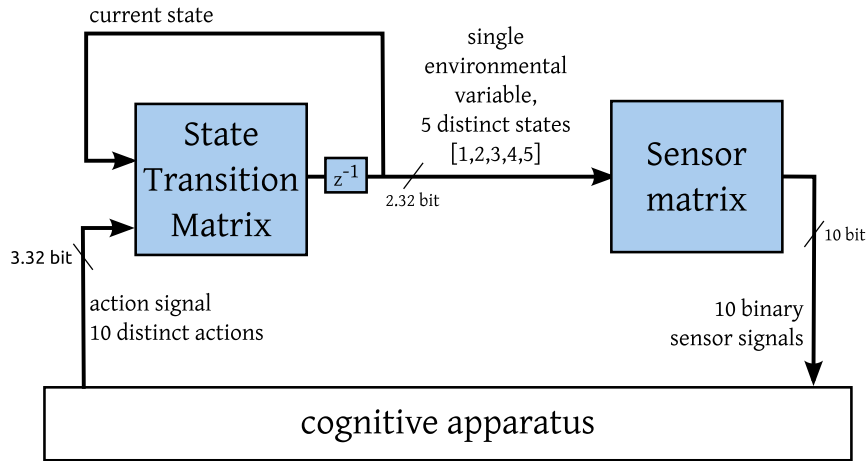 current state
single
environmental
variable,
5 distinct states
[1,2,3,4,5]
State
Transition
Matrix
z⁻¹
2.32 bit
Sensor
matrix
3.32 bit
10 bit
action signal
10 distinct actions
10 binary
sensor signals
cognitive apparatus